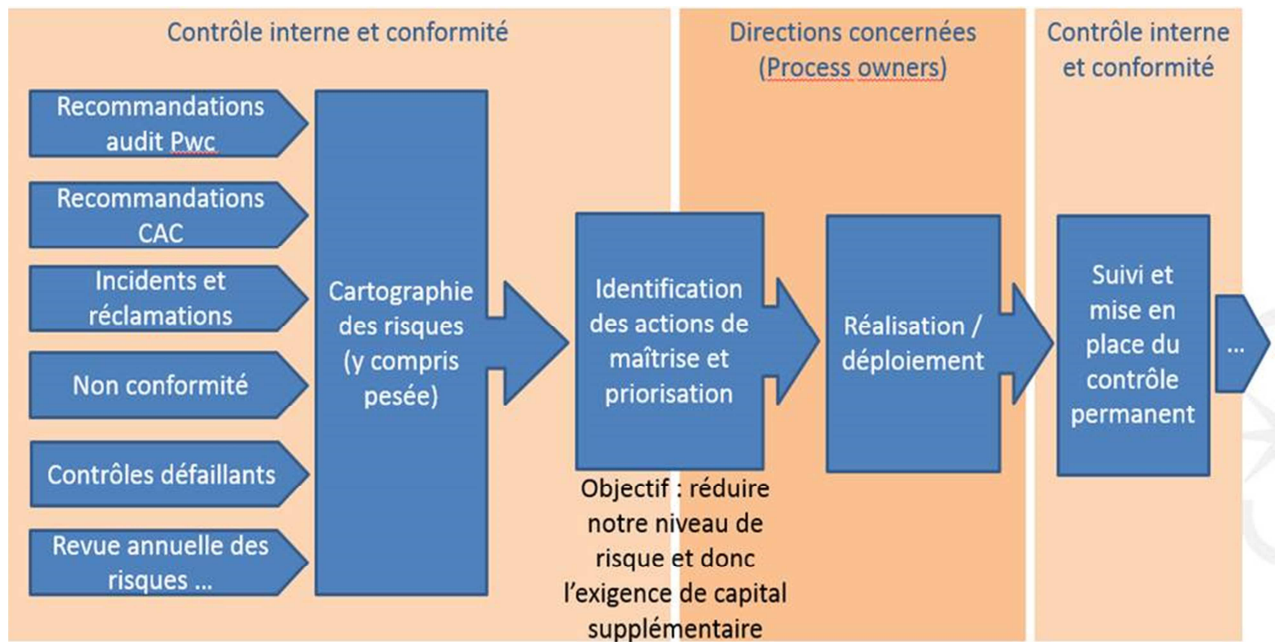 Contrôle interne et conformité
Directions concernées
(Process owners)
Contrôle interne
et conformité
Recommandations
audit Pwc
Recommandations
CAC
Incidents et
réclamations
Non conformité
Contrôles défaillants
Revue annuelle des
risques ...
Cartographie
des risques
(y compris
pesée)
Identification
des actions de
maîtrise et
priorisation
Objectif : réduire
notre niveau de
risque et donc
l’exigence de capital
supplémentaire
Réalisation /
déploiement
Suivi et
mise en
place du
contrôle
permanent
...